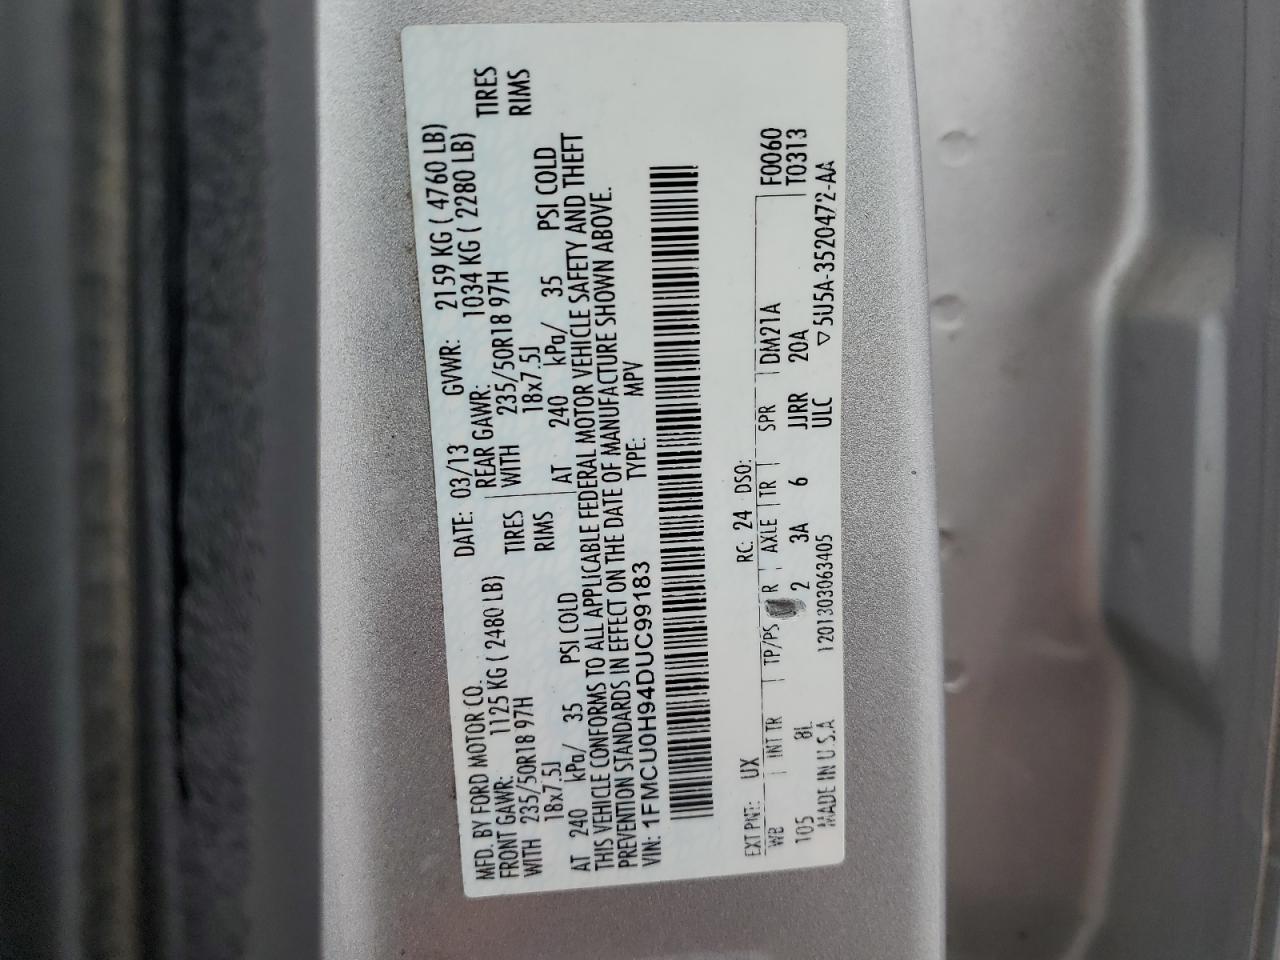 MFD. BY FORD MOTOR CO. DATE: 03/13 GVWR: 2159 KG ( 4760 LB)
FRONT GAWR: 1125 KG ( 2480 LB) REAR GAWR: 1034 KG ( 2280 LB)
WITH 235/50R18 97H TIRES WITH 235/50R18 97H TIRES
18x7.5J RIMS 18x7.5J RIMS
AT 240 kPa/ 35 PSI COLD AT 240 kPa/ 35 PSI COLD
THIS VEHICLE CONFORMS TO ALL APPLICABLE FEDERAL MOTOR VEHICLE SAFETY AND THEFT
PREVENTION STANDARDS IN EFFECT ON THE DATE OF MANUFACTURE SHOWN ABOVE.
VIN: 1FMCU0H94DUC99183 TYPE: MPV
EXT PNT: UX RC: 24 DSO: F0060
WB INT TR TP/PS R AXLE TR SPR DM21A T0313
105 8L 2 3A 6 JJRR 20A
MADE IN U.S.A 1201303063405 ULC ▽5U5A-3520472-AA